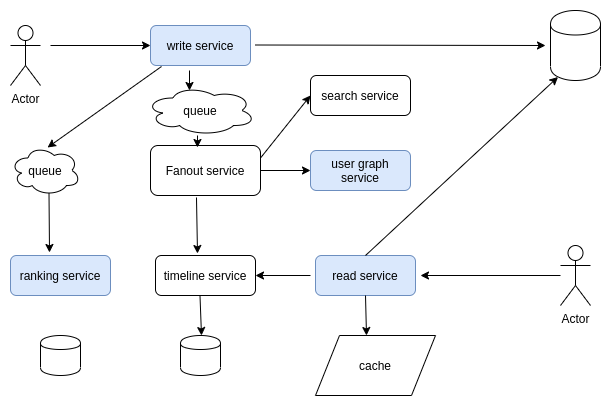 write service
Actor
search service
queue
queue
Fanout service
user graph
service
ranking service
timeline service
read service
Actor
cache